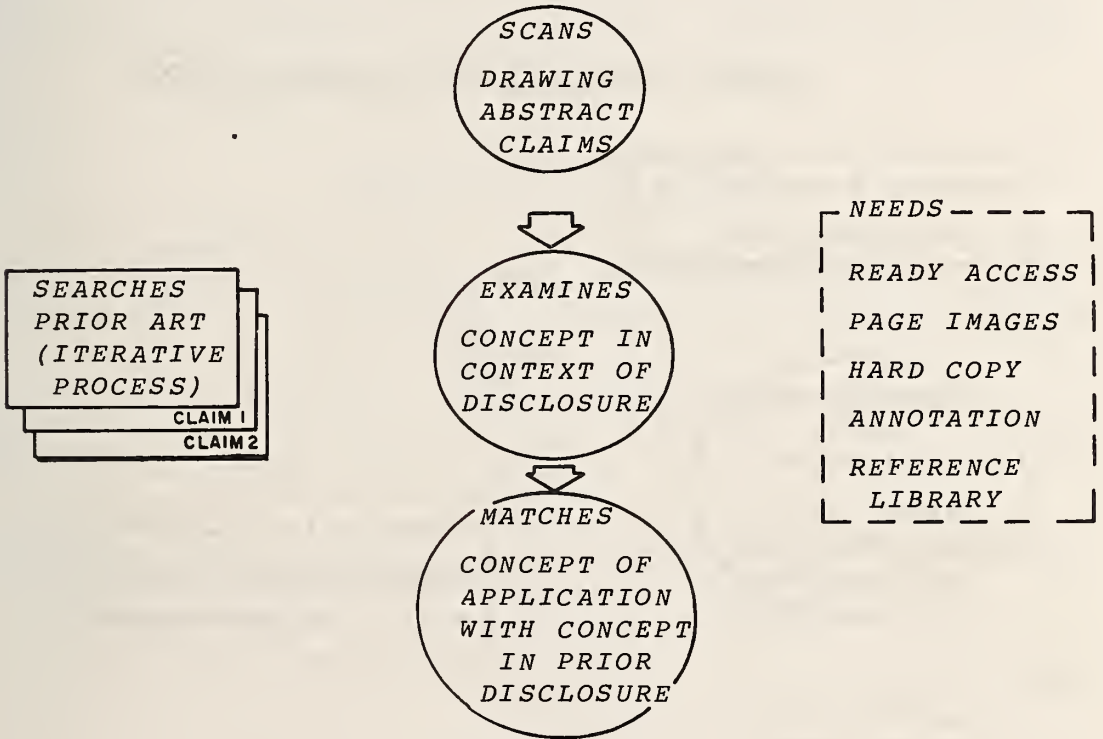 SEARCHES
PRIOR ART
(ITERATIVE
PROCESS)
CLAIM 1
CLAIM 2
SCANS
DRAWING
ABSTRACT
CLAIMS
EXAMINES
CONCEPT IN
CONTEXT OF
DISCLOSURE
MATCHES
CONCEPT OF
APPLICATION
WITH CONCEPT
IN PRIOR
DISCLOSURE
NEEDS
READY ACCESS
PAGE IMAGES
HARD COPY
ANNOTATION
REFERENCE
LIBRARY